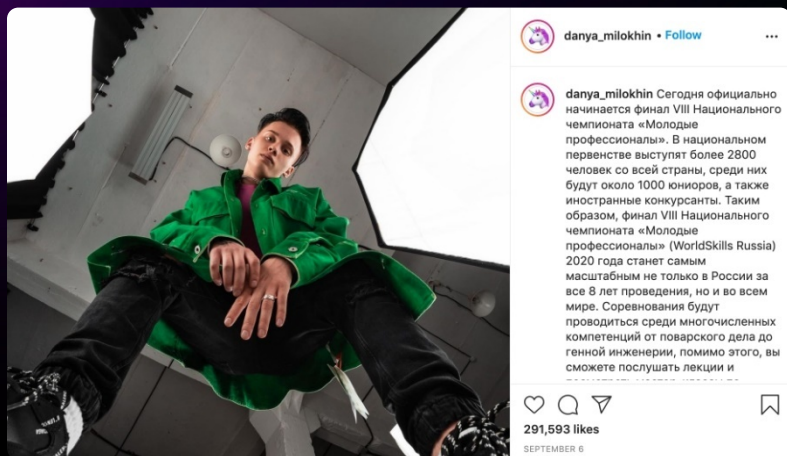 danya_milokhin • Follow
danya_milokhin Сегодня официально
начинается финал VIII Национального
чемпионата «Молодые
профессионалы». В национальном
первенстве выступят более 2800
человек со всей страны, среди них
будут около 1000 юниоров, а также
иностранные конкурсанты. Таким
образом, финал VIII Национального
чемпионата «Молодые
профессионалы» (WorldSkills Russia)
2020 года станет самым
масштабным не только в России за
все 8 лет проведения, но и во всем
мире. Соревнования будут
проводиться среди многочисленных
компетенций от поварского дела до
генной инженерии, помимо этого, вы
сможете послушать лекции и
291,593 likes
SEPTEMBER 6